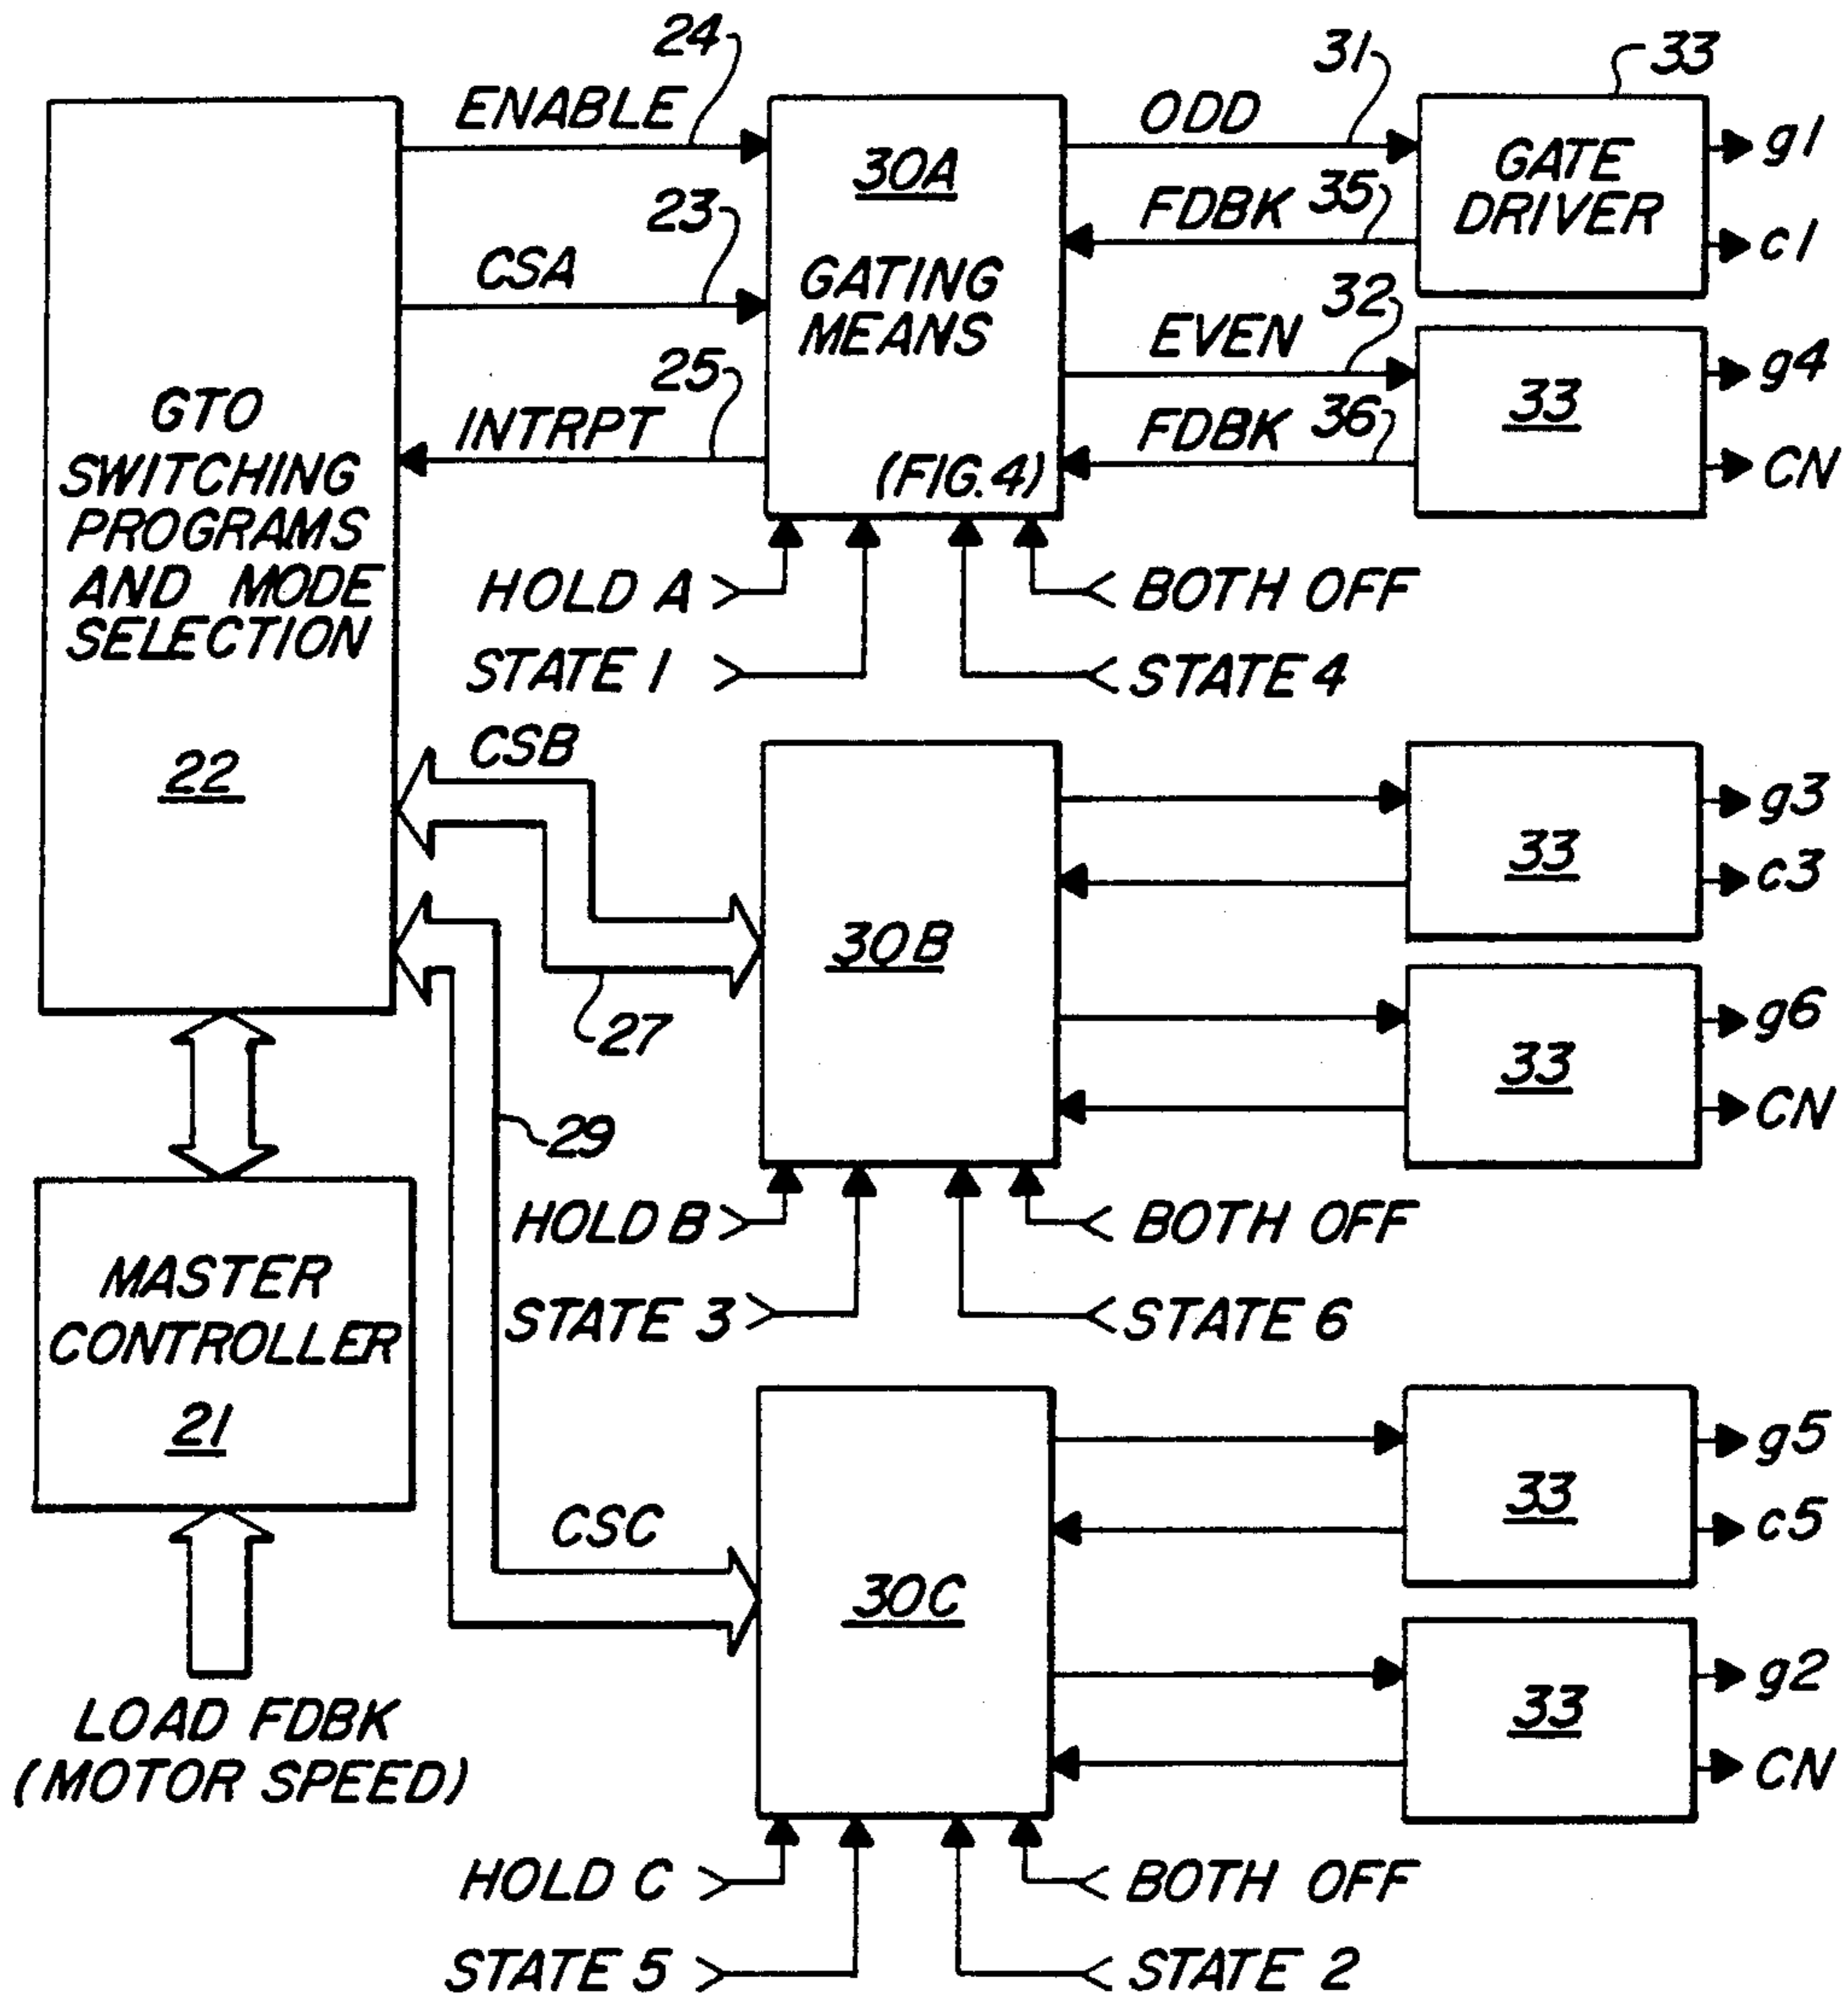 24
31
33
ENABLE
ODD
g1
30A
GATE
DRIVER
23
FDBK 35
c1
CSA
GATING
MEANS
32
EVEN
g4
25
33
GTO
SWITCHING
PROGRAMS
AND MODE
SELECTION
INTRPT
FDBK 36
(FIG.4)
CN
HOLD A
BOTH OFF
STATE 1
STATE 4
CSB
22
g3
33
c3
30B
27
g6
33
29
CN
HOLD B
BOTH OFF
MASTER
CONTROLLER
21
STATE 3
STATE 6
g5
33
CSC
c5
30C
g2
33
LOAD FDBK
(MOTOR SPEED)
CN
HOLD C
BOTH OFF
STATE 5
STATE 2